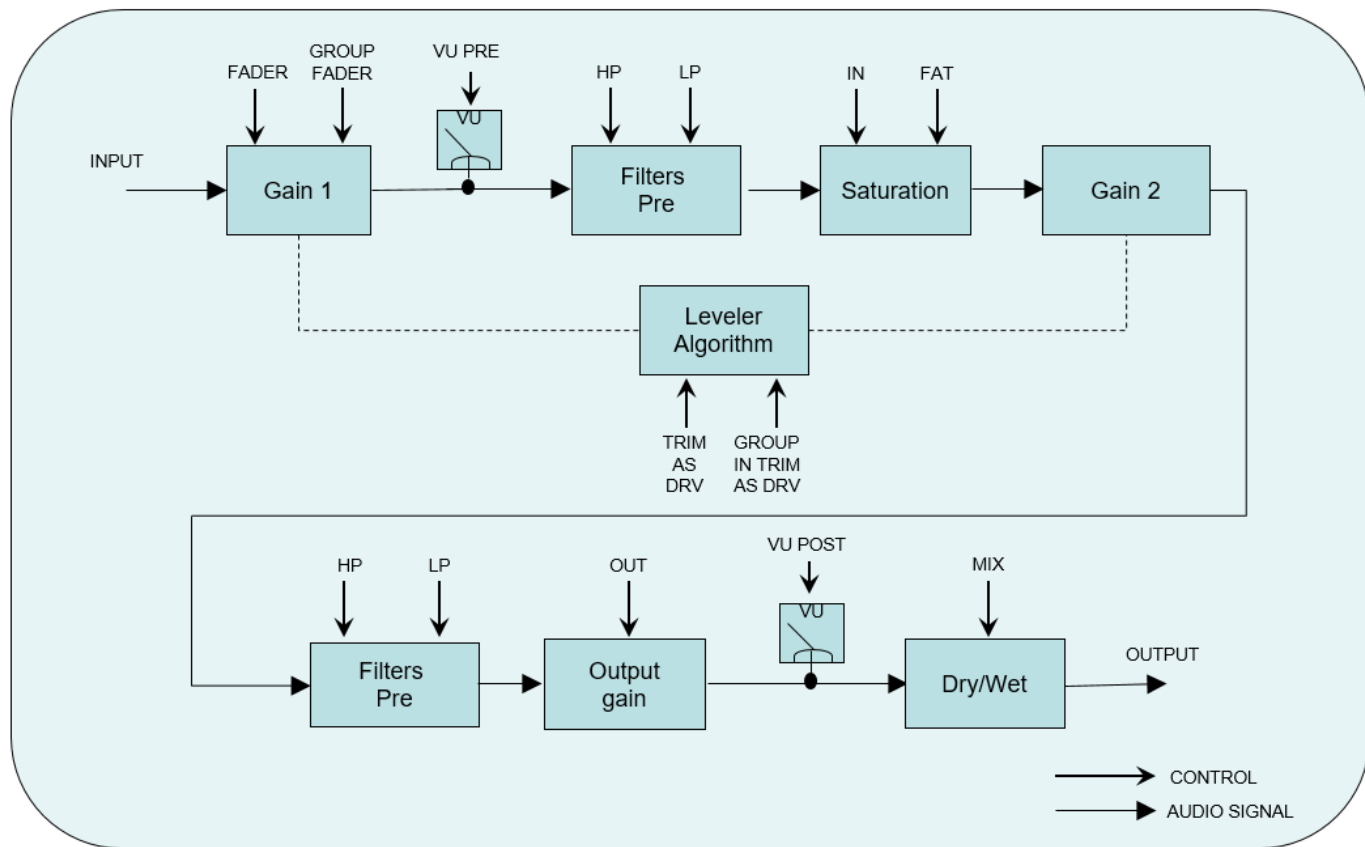 FADER
GROUP
FADER
VU PRE
HP
LP
IN
FAT
INPUT
VU
Gain 1
Filters
Pre
Saturation
Gain 2
Leveler
Algorithm
TRIM
AS
DRV
GROUP
IN TRIM
AS DRV
HP
LP
OUT
VU POST
MIX
VU
Filters
Pre
Output
gain
Dry/Wet
OUTPUT
CONTROL
AUDIO SIGNAL